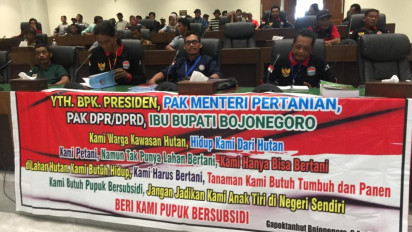 YTH. BPK. PRESIDEN, PAK MENTERI PERTANIAN,
PAK DPR/DPRD, IBU BUPATI BOJONEGORO
Kami Warga Kawasan Hutan, Hidup Kami Dari Hutan
Kami Petani, Namun Tak Punya Lahan Bertani, Kami Hanya Bisa Bertani
diLahan Hutan Kami Butuh Hidup, Kami Harus Bertani, Tanaman Kami Butuh Tumbuh dan Panen
Kami Butuh Pupuk Bersubsidi, Jangan Jadikan Kami Anak Tiri di Negeri Sendiri
BERI KAMI PUPUK BERSUBSIDI
Gapoktanhut Bojonegoro